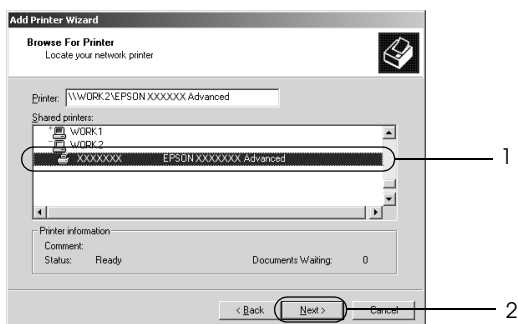 Add Printer Wizard
Browse For Printer
Locate your network printer
Printer: \\WORK2\EPSON XXXXXX Advanced
Shared printers:
WORK1
WORK2
XXXXXXX EPSON XXXXXXX Advanced
1
Printer information
Comment:
Status: Ready Documents Waiting: 0
< Back Next > Cancel
2